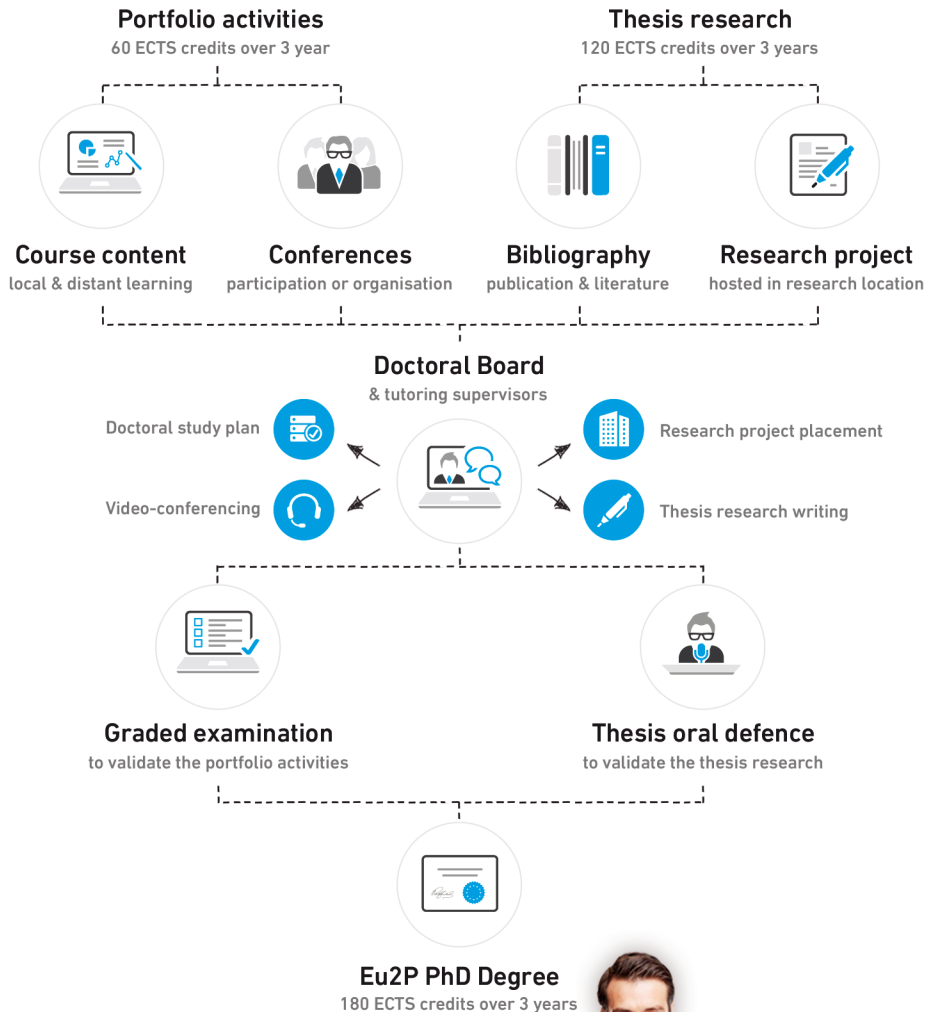 Portfolio activities
60 ECTS credits over 3 year
Thesis research
120 ECTS credits over 3 years
Course content
local & distant learning
Conferences
participation or organisation
Bibliography
publication & literature
Research project
hosted in research location
Doctoral Board
& tutoring supervisors
Doctoral study plan
Research project placement
Video-conferencing
Thesis research writing
Graded examination
to validate the portfolio activities
Thesis oral defence
to validate the thesis research
Eu2P PhD Degree
180 ECTS credits over 3 years